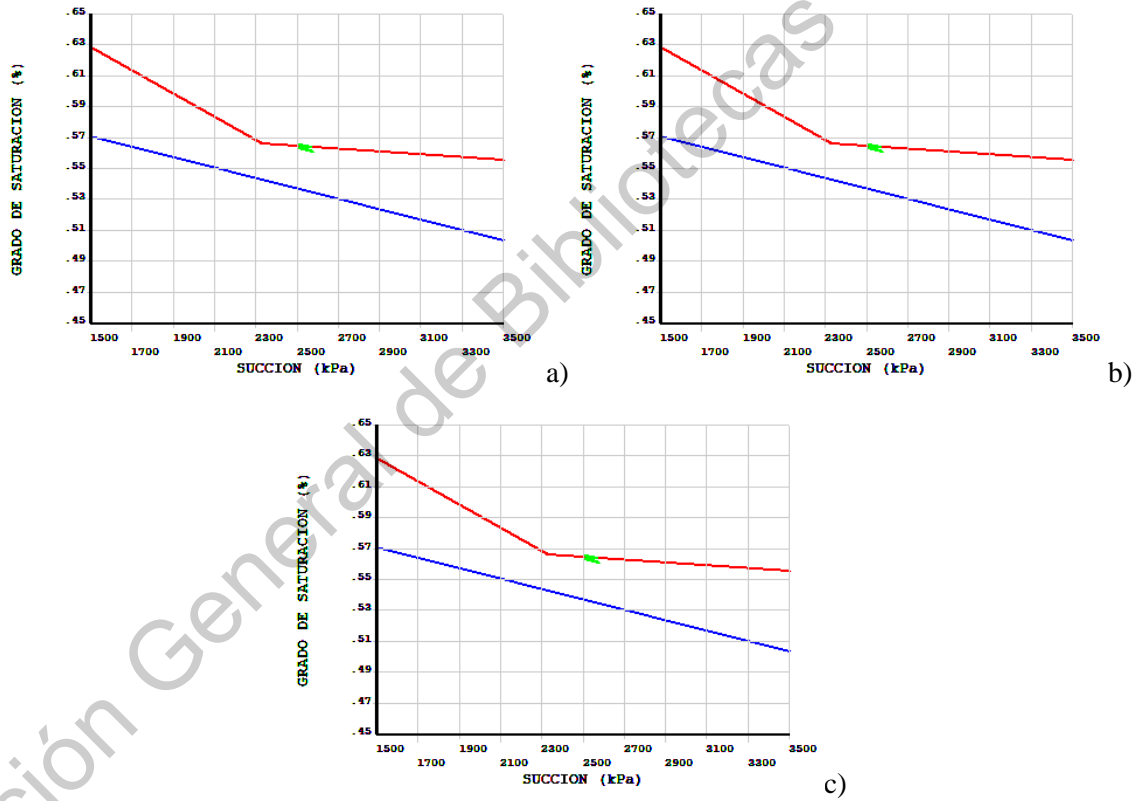 .65
.63
.61
.59
.57
.55
.53
.51
.49
.47
.45
GRADO DE SATURACION (%)
1500 1900 2300 2700 3100 3500
1700 2100 2500 2900 3300
SUCCION (kPa)
a)
.65
.63
.61
.59
.57
.55
.53
.51
.49
.47
.45
GRADO DE SATURACION (%)
1500 1900 2300 2700 3100 3500
1700 2100 2500 2900 3300
SUCCION (kPa)
b)
.65
.63
.61
.59
.57
.55
.53
.51
.49
.47
.45
GRADO DE SATURACION (%)
1500 1900 2300 2700 3100 3500
1700 2100 2500 2900 3300
SUCCION (kPa)
c)
General de Bibliotecas